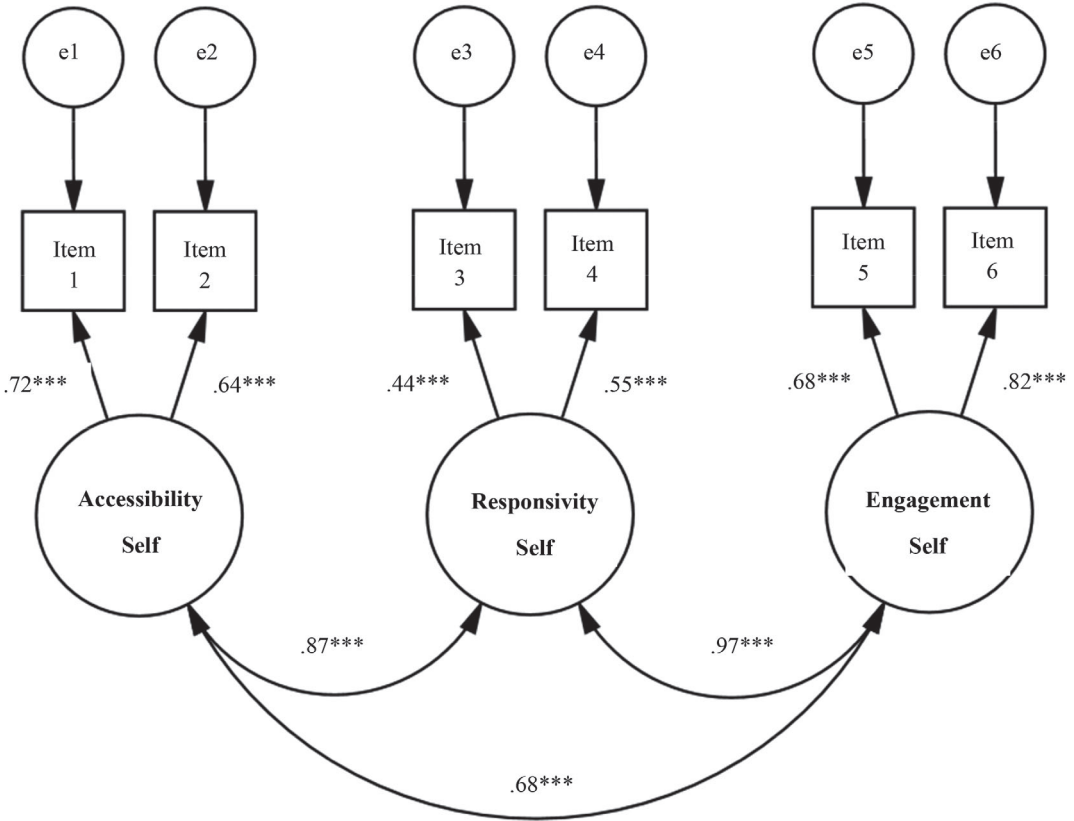 e1
e2
e3
e4
e5
e6
Item
1
Item
2
Item
3
Item
4
Item
5
Item
6
.72***
.64***
.44***
.55***
.68***
.82***
Accessibility
Self
Responsivity
Self
Engagement
Self
.87***
.97***
.68***